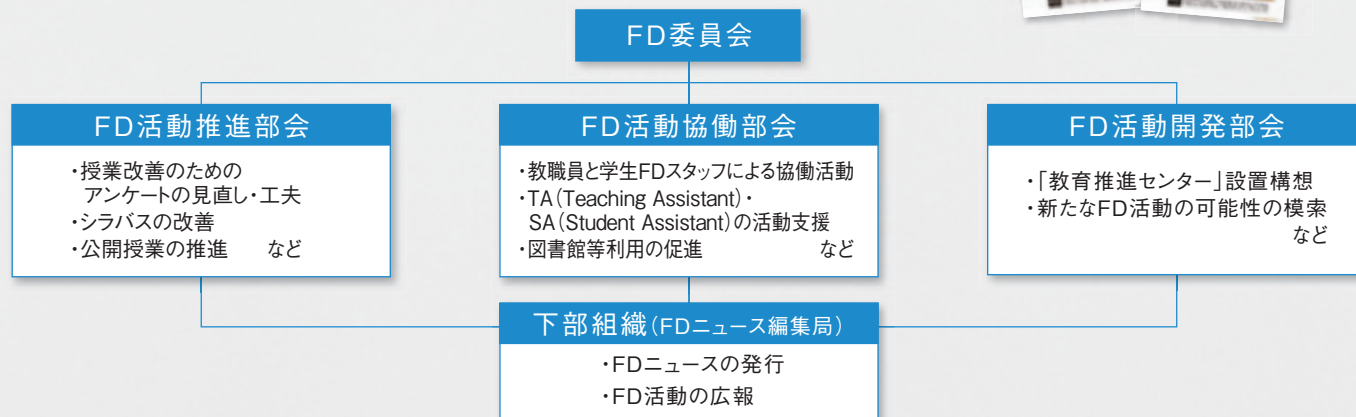 FD委員会
FD活動推進部会
・授業改善のための
アンケートの見直し・工夫
・シラバスの改善
・公開授業の推進 など
FD活動協働部会
・教職員と学生FDスタッフによる協働活動
・TA(Teaching Assistant)・
SA(Student Assistant)の活動支援
・図書館等利用の促進 など
FD活動開発部会
・「教育推進センター」設置構想
・新たなFD活動の可能性の模索
など
下部組織(FDニュース編集局)
・FDニュースの発行
・FD活動の広報